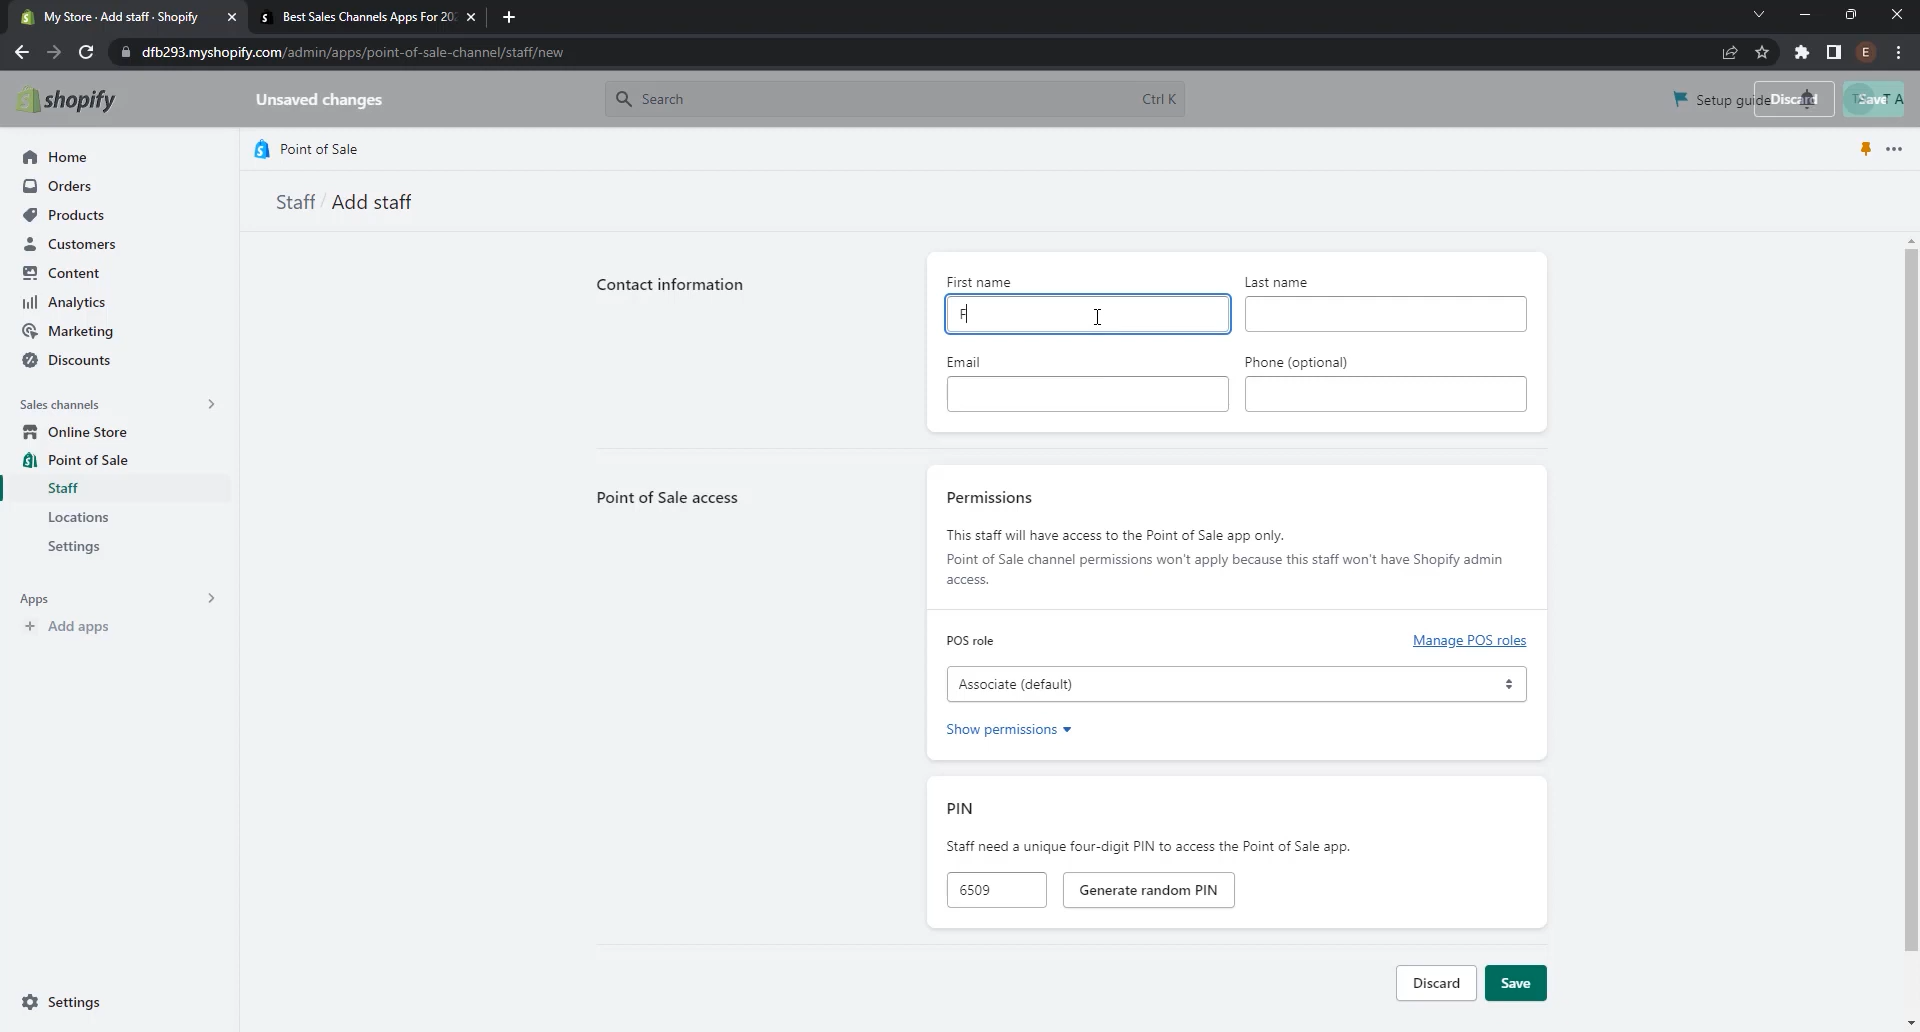 My Store · Add staff · Shopify
Best Sales Channels Apps For 202
dfb293.myshopify.com/admin/apps/point-of-sale-channel/staff/new
E
shopify
Unsaved changes
Search
Ctrl K
Setup guide
Discard
Save
Home
Orders
Products
Customers
Content
Analytics
Marketing
Discounts
Sales channels
Online Store
Point of Sale
Staff
Locations
Settings
Apps
Add apps
Settings
Point of Sale
Staff / Add staff
Contact information
First name
Last name
F
Email
Phone (optional)
Point of Sale access
Permissions
This staff will have access to the Point of Sale app only.
Point of Sale channel permissions won't apply because this staff won't have Shopify admin
access.
POS role
Manage POS roles
Associate (default)
Show permissions
PIN
Staff need a unique four-digit PIN to access the Point of Sale app.
6509
Generate random PIN
Discard
Save